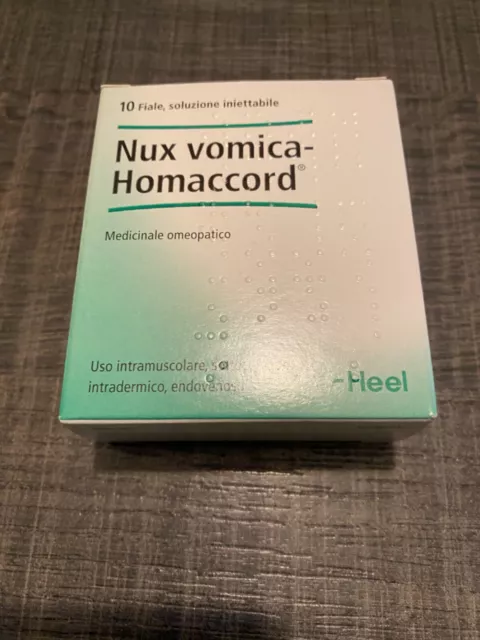 10 Fiale, soluzione iniettabile
Nux vomica-
Homaccord®
Medicinale omeopatico
Uso intramuscolare,
intradermico,
-Heel